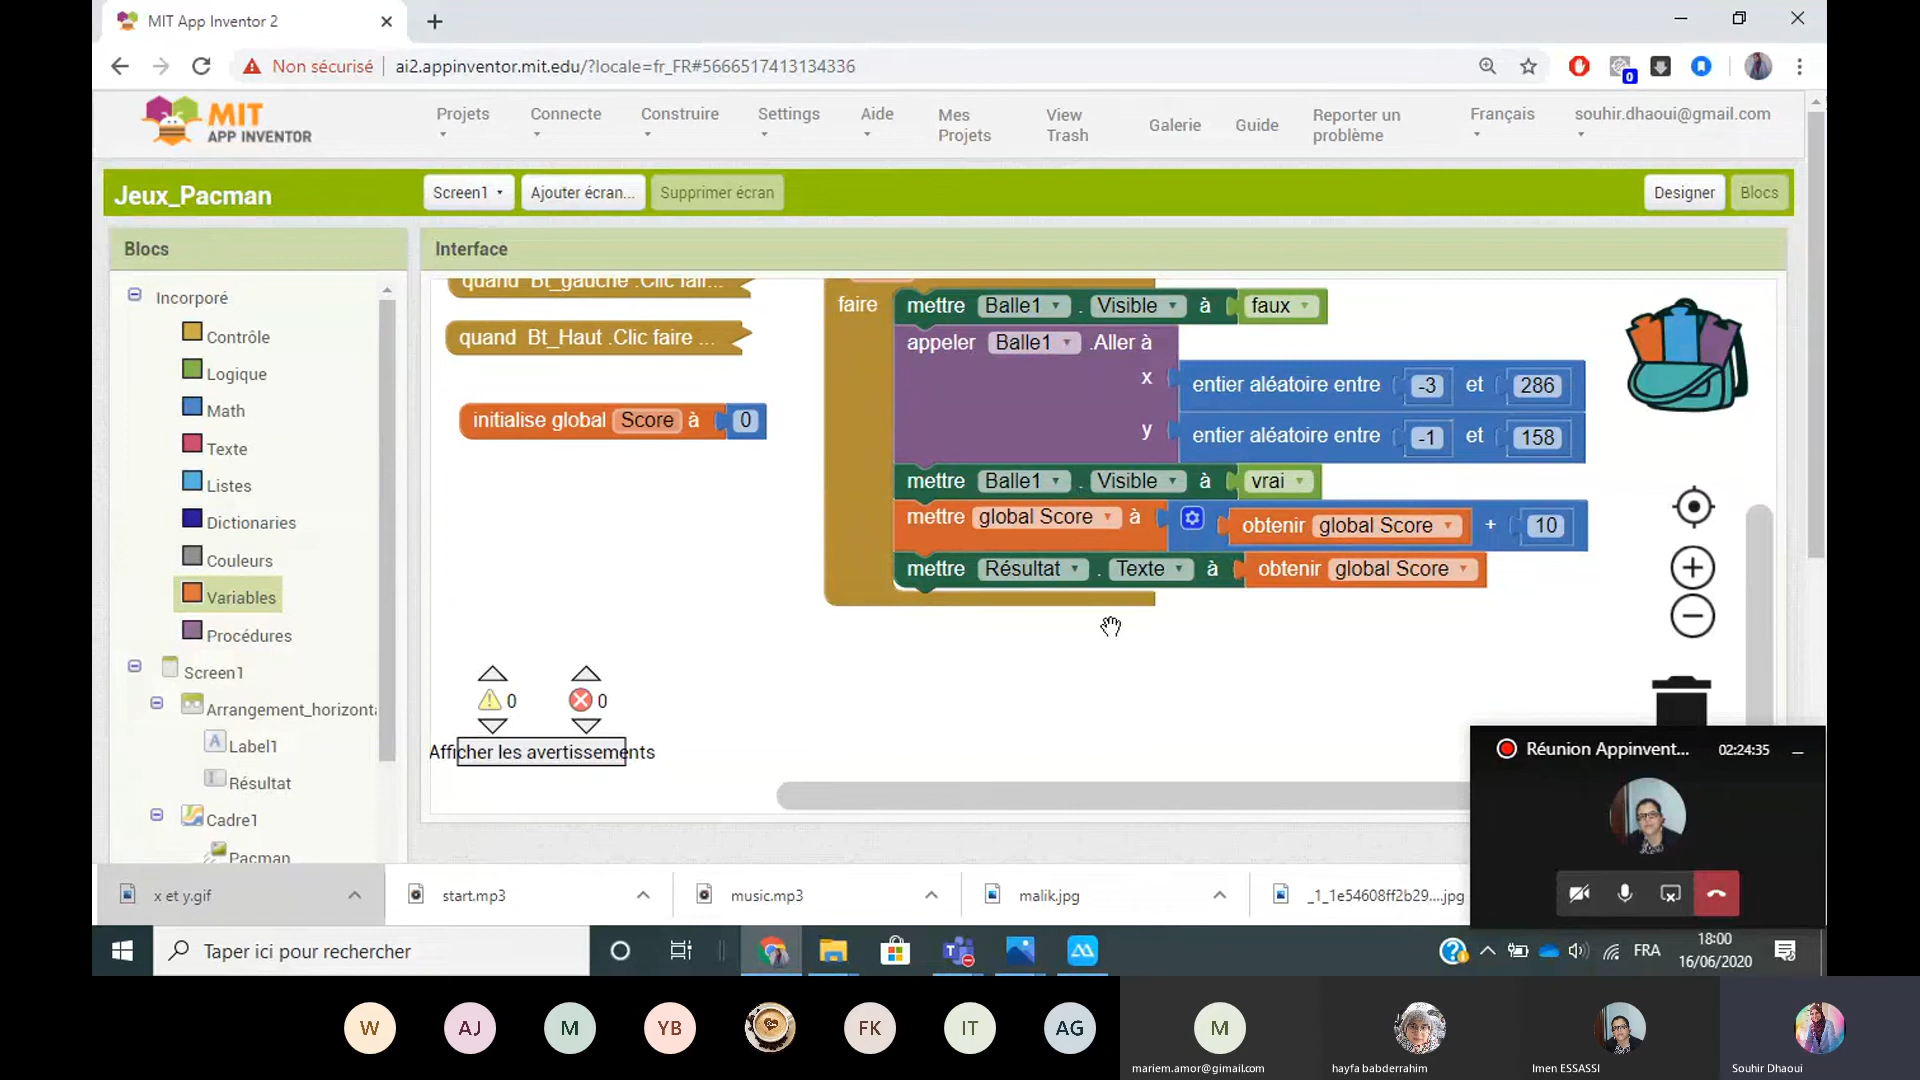 MIT App Inventor 2
Non sécurisé
ai2.appinventor.mit.edu/?locale=fr_FR#5666517413134336
0
MIT
APP INVENTOR
Projets
Connecte
Construire
Settings
Aide
Mes
Projets
View
Trash
Galerie
Guide
Reporter un
problème
Français
souhir.dhaoui@gmail.com
Jeux_Pacman
Screen1
Ajouter écran...
Supprimer écran
Designer
Blocs
Blocs
Interface
Incorporé
Contrôle
Logique
Math
Texte
Listes
Dictionaries
Couleurs
Variables
Procédures
Screen1
Arrangement_horizonta
Label1
Résultat
Cadre1
Pacman
quand Bt_gauche .Clic fair...
quand Bt_Haut .Clic faire ...
initialise global Score à 0
faire
mettre Balle1 . Visible à faux
appeler Balle1 .Aller à
x entier aléatoire entre -3 et 286
y entier aléatoire entre -1 et 158
mettre Balle1 . Visible à vrai
mettre global Score à obtenir global Score + 10
mettre Résultat . Texte à obtenir global Score
0
0
Afficher les avertissements
Réunion Appinvent...
02:24:35
x et y.gif
start.mp3
music.mp3
malik.jpg
_1_1e54608ff2b29....jpg
Taper ici pour rechercher
FRA
18:00
16/06/2020
W
AJ
M
YB
FK
IT
AG
M
mariem.amor@gimail.com
hayfa babderrahim
Imen ESSASSI
Souhir Dhaoui